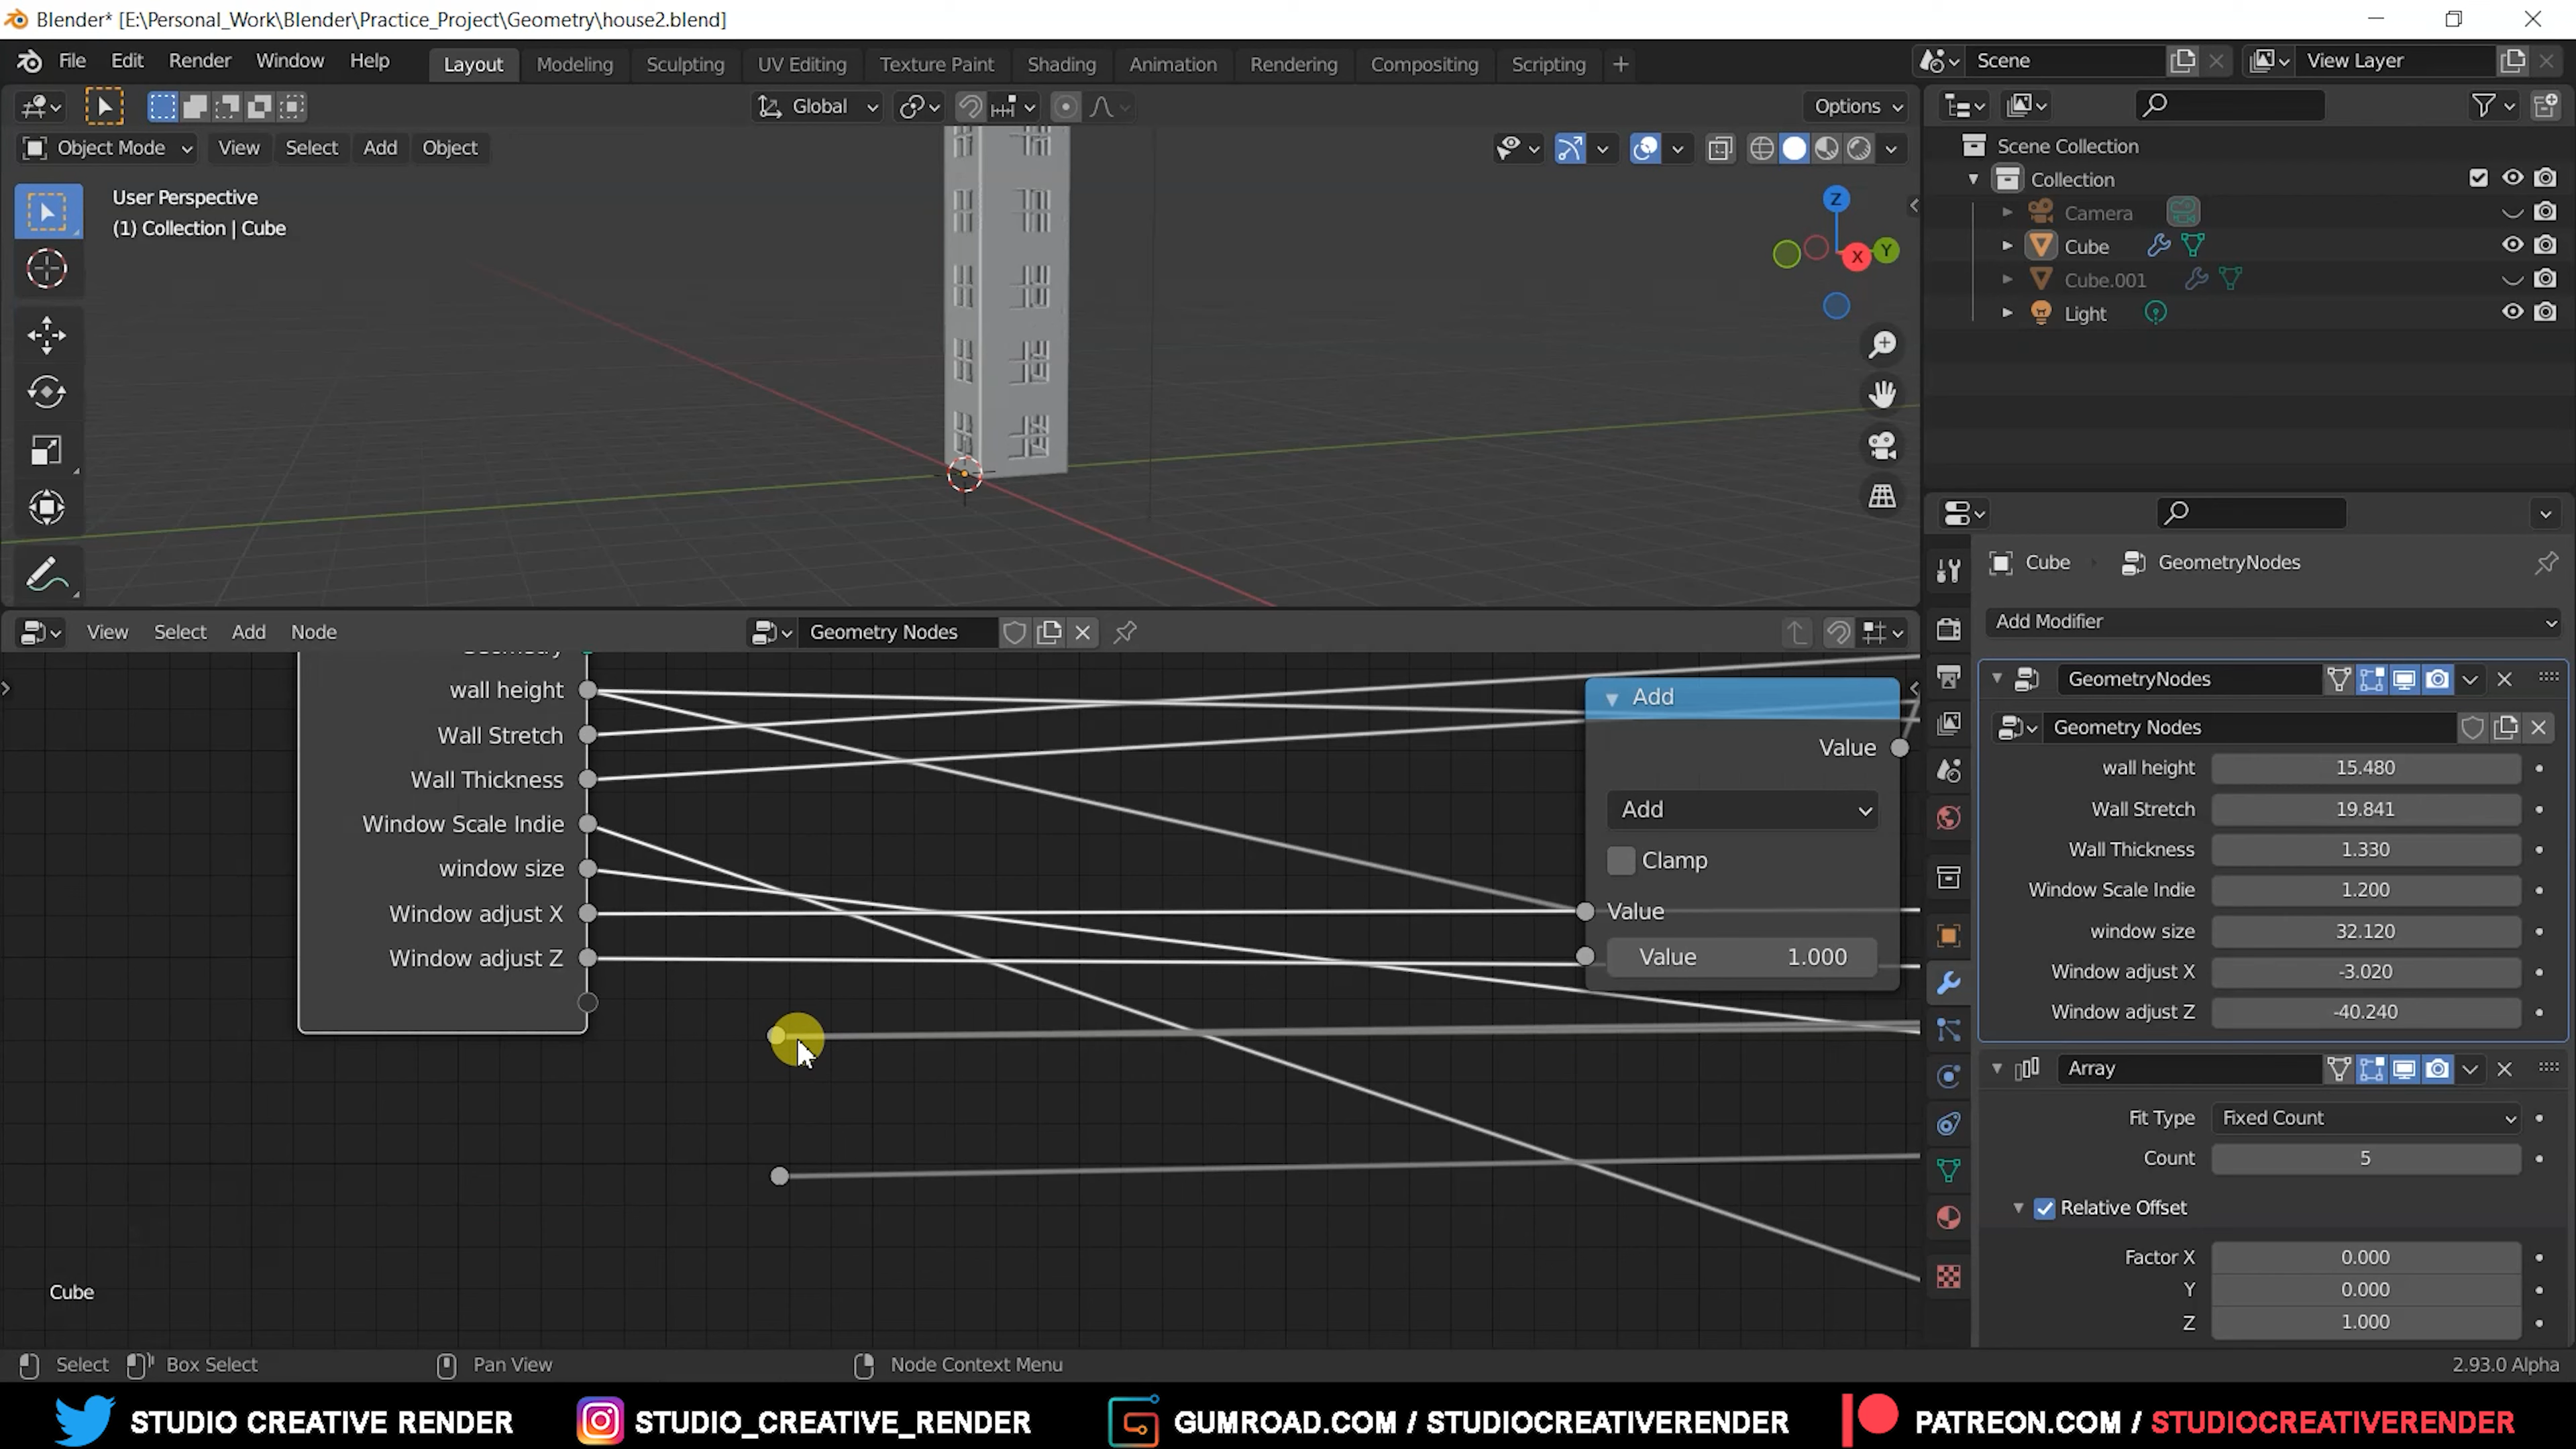 Blender* [E:\Personal_Work\Blender\Practice_Project\Geometry\house2.blend]
File Edit Render Window Help Layout Modeling Sculpting UV Editing Texture Paint Shading Animation Rendering Compositing Scripting + Scene View Layer
Global Options
Object Mode View Select Add Object
User Perspective
(1) Collection | Cube
Z
X
Y
Scene Collection
Collection
Camera
Cube
Cube.001
Light
Cube GeometryNodes
Add Modifier
GeometryNodes
Geometry Nodes
wall height 15.480
Wall Stretch 19.841
Wall Thickness 1.330
Window Scale Indie 1.200
window size 32.120
Window adjust X -3.020
Window adjust Z -40.240
Array
Fit Type Fixed Count
Count 5
Relative Offset
Factor X 0.000
Y 0.000
Z 1.000
View Select Add Node Geometry Nodes
Geometry
wall height
Wall Stretch
Wall Thickness
Window Scale Indie
window size
Window adjust X
Window adjust Z
Add
Value
Add
Clamp
Value
Value 1.000
Cube
Select Box Select Pan View Node Context Menu 2.93.0 Alpha
STUDIO CREATIVE RENDER STUDIO_CREATIVE_RENDER GUMROAD.COM / STUDIOCREATIVERENDER PATREON.COM / STUDIOCREATIVERENDER